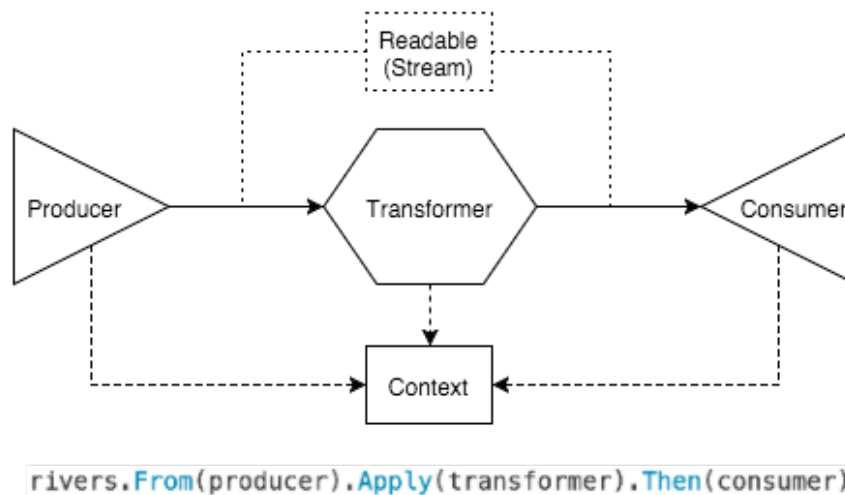 Readable
(Stream)
Producer
Transformer
Consumer
Context
rivers.From(producer).Apply(transformer).Then(consumer)